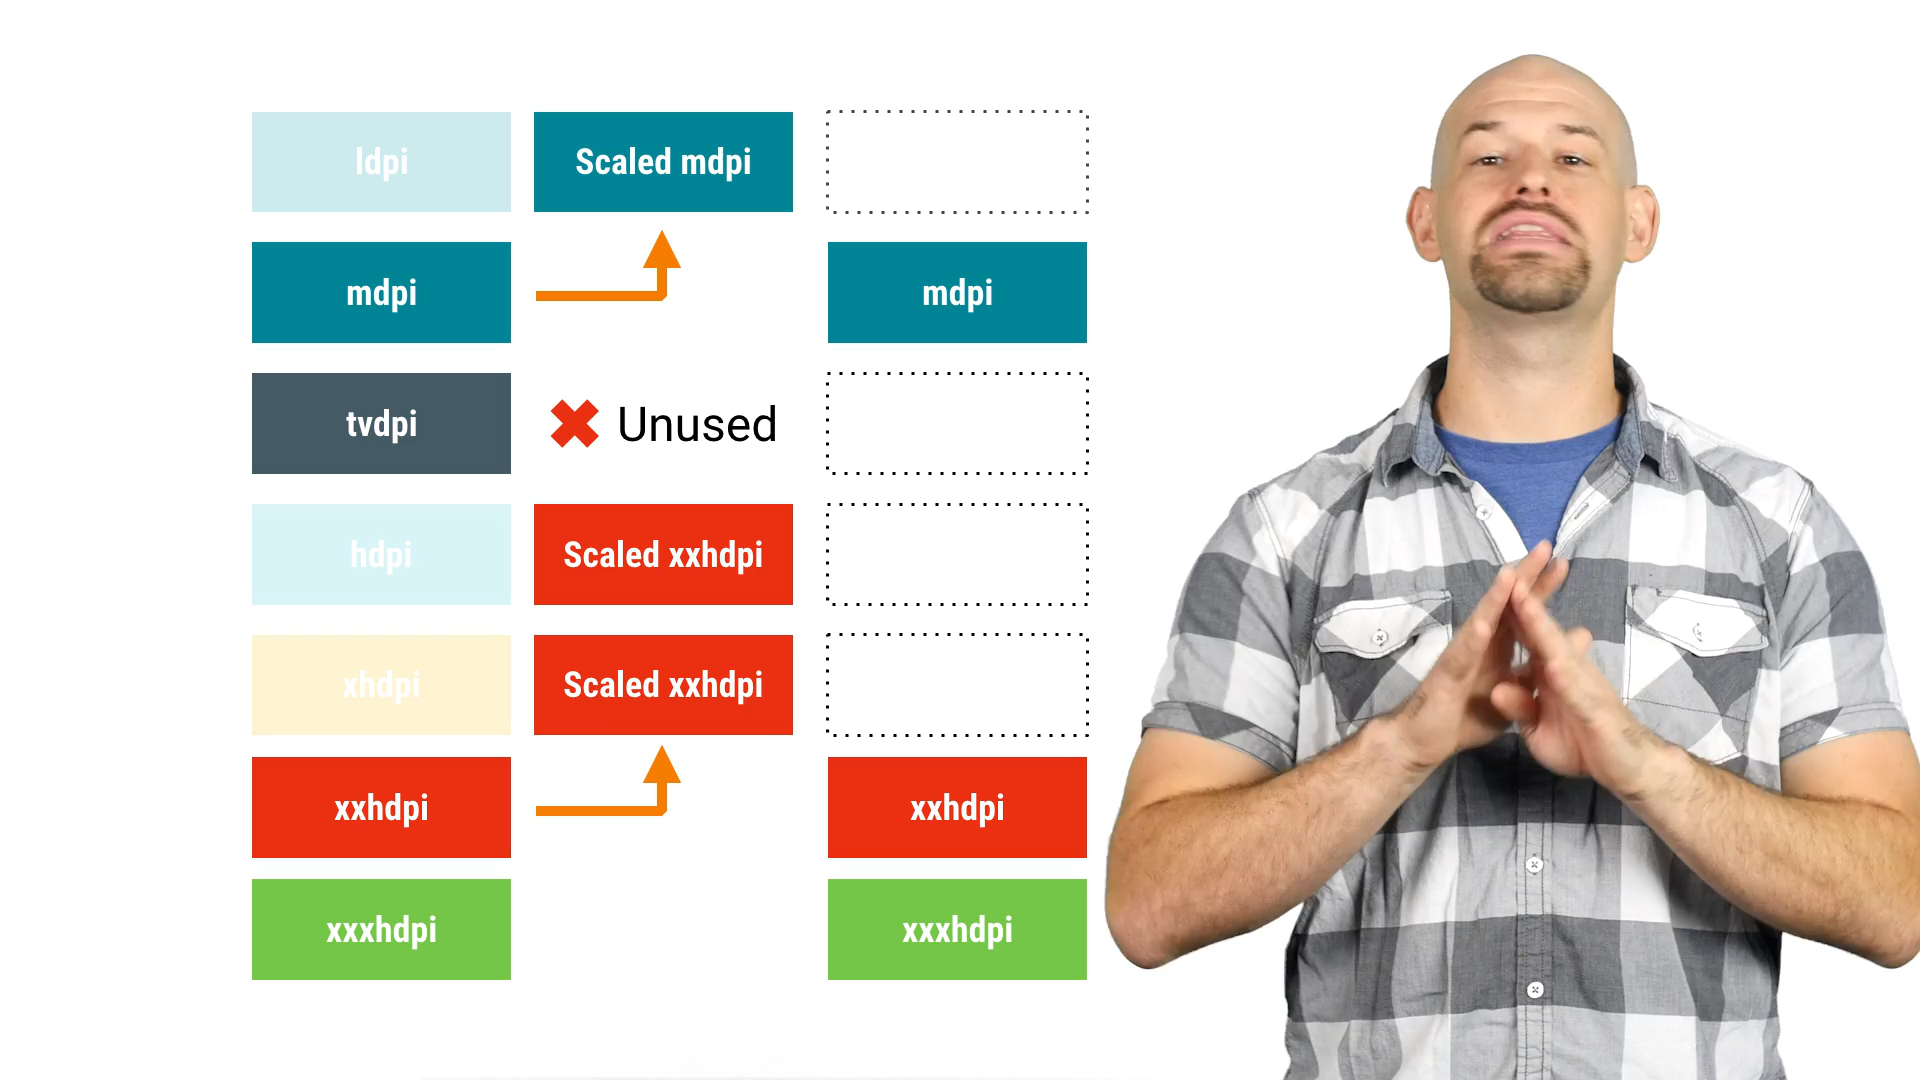 ldpi
Scaled mdpi
mdpi
mdpi
tvdpi
Unused
hdpi
Scaled xxhdpi
xhdpi
Scaled xxhdpi
xxhdpi
xxhdpi
xxxhdpi
xxxhdpi